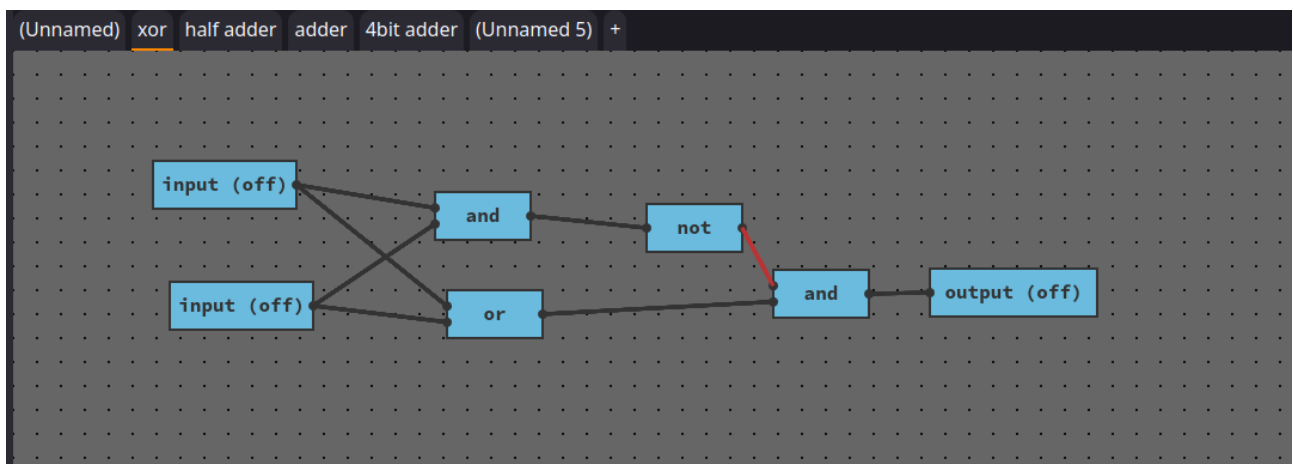 (Unnamed) xor half adder adder 4bit adder (Unnamed 5) +
input (off)
and
not
input (off)
or
and
output (off)